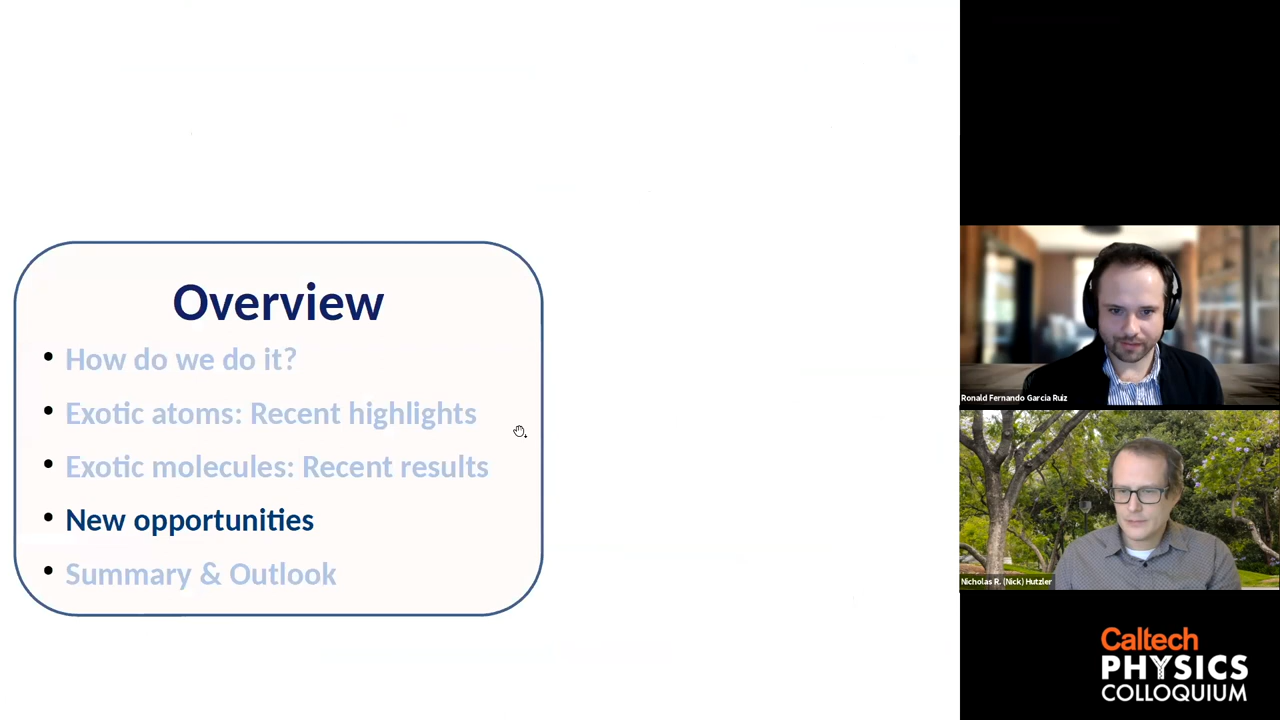 Overview
How do we do it?
Exotic atoms: Recent highlights
Exotic molecules: Recent results
New opportunities
Summary & Outlook
Ronald Fernando Garcia Ruiz
Nicholas R. (Nick) Hutzler
Caltech
PHYSICS
COLLOQUIUM